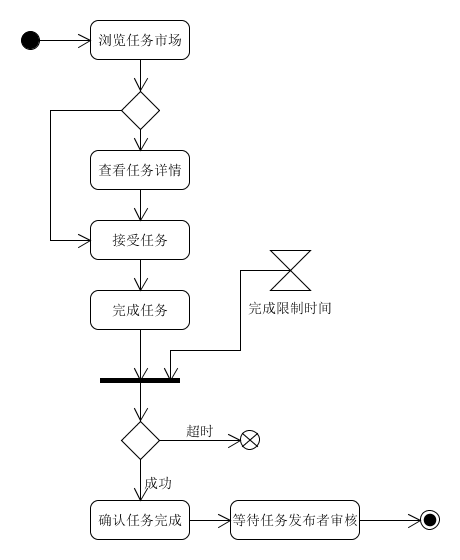 浏览任务市场
查看任务详情
接受任务
完成限制时间
完成任务
超时
成功
确认任务完成
等待任务发布者审核